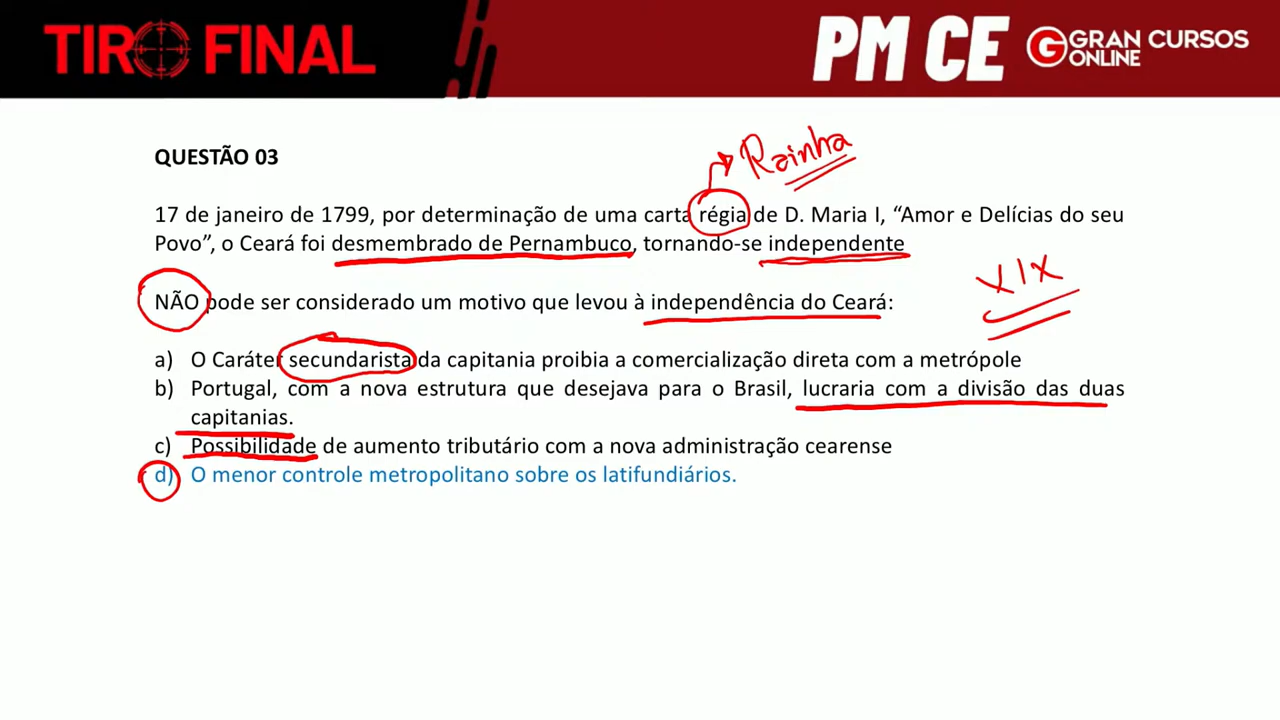 TIRO FINAL
PM CE
GRAN CURSOS
ONLINE
QUESTÃO 03
Rainha
17 de janeiro de 1799, por determinação de uma carta régia de D. Maria I, “Amor e Delícias do seu
Povo”, o Ceará foi desmembrado de Pernambuco, tornando-se independente
XIX
NÃO pode ser considerado um motivo que levou à independência do Ceará:
a) O Caráter secundarista da capitania proibia a comercialização direta com a metrópole
b) Portugal, com a nova estrutura que desejava para o Brasil, lucraria com a divisão das duas
capitanias.
c) Possibilidade de aumento tributário com a nova administração cearense
d) O menor controle metropolitano sobre os latifundiários.